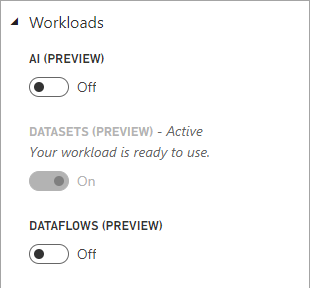 Workloads
AI (PREVIEW)
Off
DATASETS (PREVIEW) - Active
Your workload is ready to use.
On
DATAFLOWS (PREVIEW)
Off